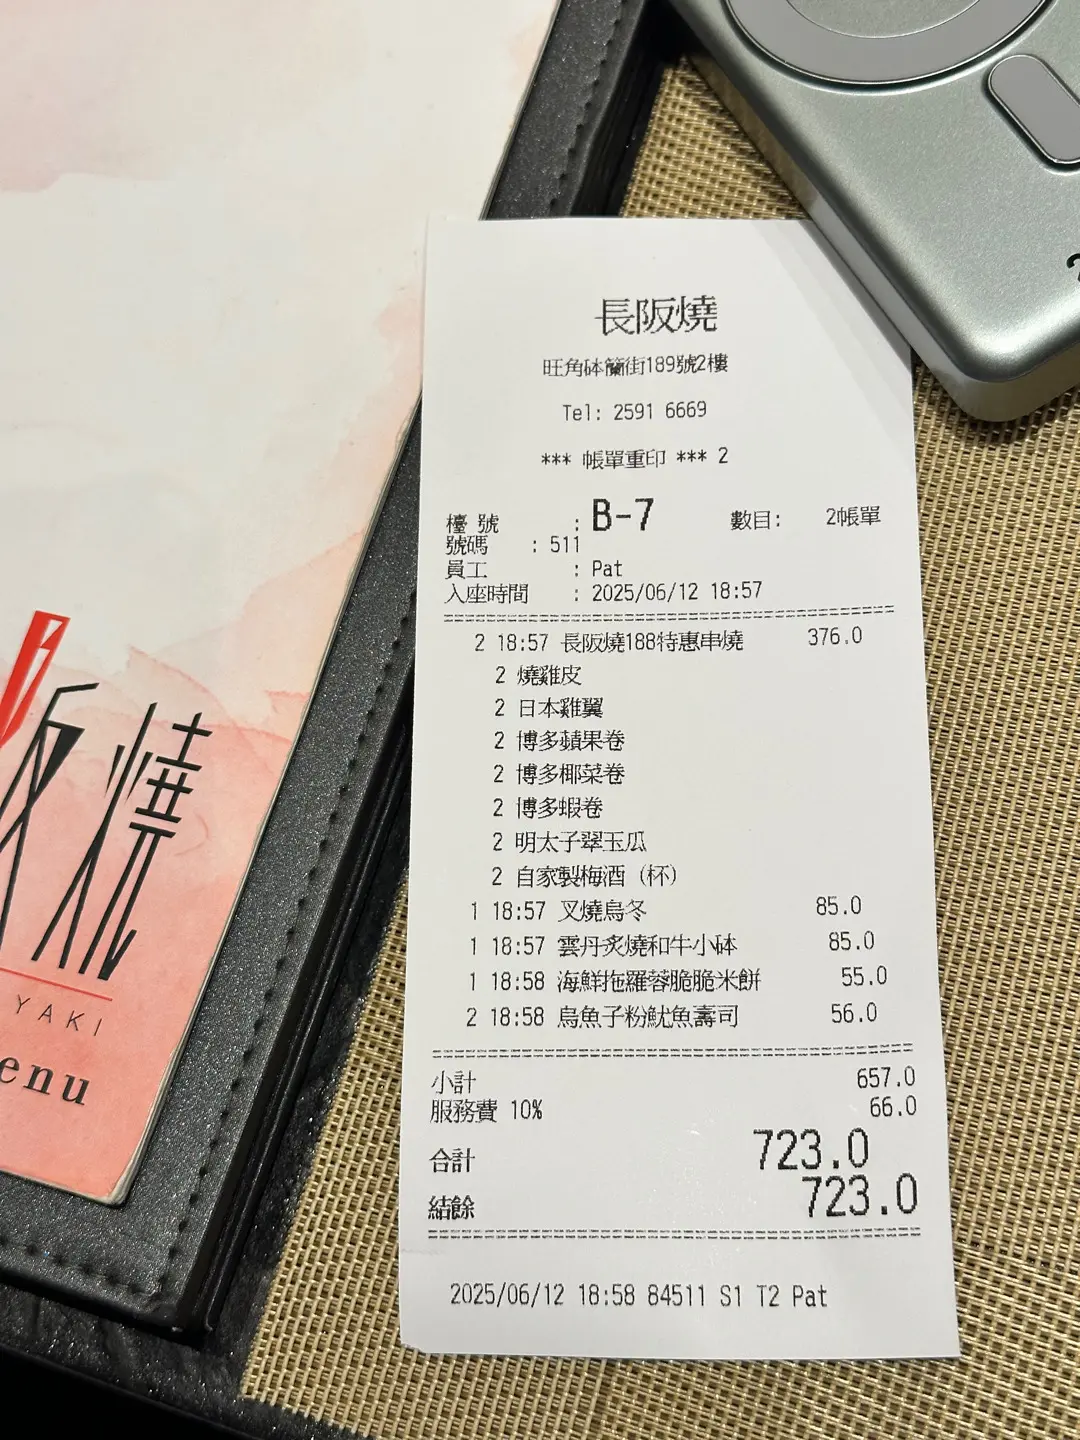 長阪燒
旺角砵蘭街189號2樓
Tel: 2591 6669
*** 帳單重印 *** 2
檯 號 : B-7 數目: 2帳單
號碼 : 511
員工 : Pat
入座時間 : 2025/06/12 18:57
2 18:57 長阪燒188特惠串燒 376.0
2 燒雞皮
2 日本雞翼
2 博多蘋果卷
2 博多椰菜卷
2 博多蝦卷
2 明太子翠玉瓜
2 自家製梅酒 (杯)
1 18:57 叉燒烏冬 85.0
1 18:57 雲丹炙燒和牛小砵 85.0
1 18:58 海鮮拖羅蓉脆脆米餅 55.0
2 18:58 烏魚子粉魷魚壽司 56.0
小計 657.0
服務費 10% 66.0
合計 723.0
結餘 723.0
2025/06/12 18:58 84511 S1 T2 Pat
阪燒
YAKI
enu